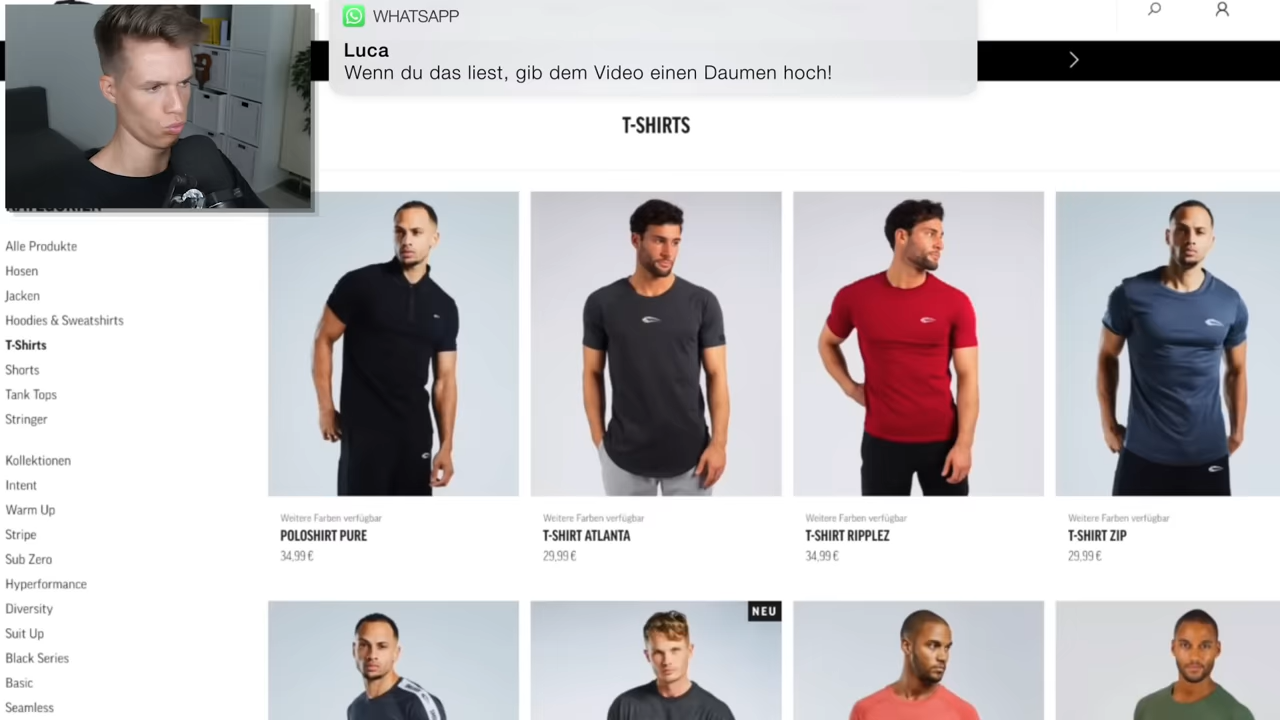 WHATSAPP
Luca
Wenn du das liest, gib dem Video einen Daumen hoch!
T-SHIRTS
KATEGORIEN
Alle Produkte
Hosen
Jacken
Hoodies & Sweatshirts
T-Shirts
Shorts
Tank Tops
Stringer
Kollektionen
Intent
Warm Up
Stripe
Sub Zero
Hyperformance
Diversity
Suit Up
Black Series
Basic
Seamless
Weitere Farben verfügbar
POLOSHIRT PURE
34,99 €
Weitere Farben verfügbar
T-SHIRT ATLANTA
29,99 €
Weitere Farben verfügbar
T-SHIRT RIPPLEZ
34,99 €
Weitere Farben verfügbar
T-SHIRT ZIP
29,99 €
NEU